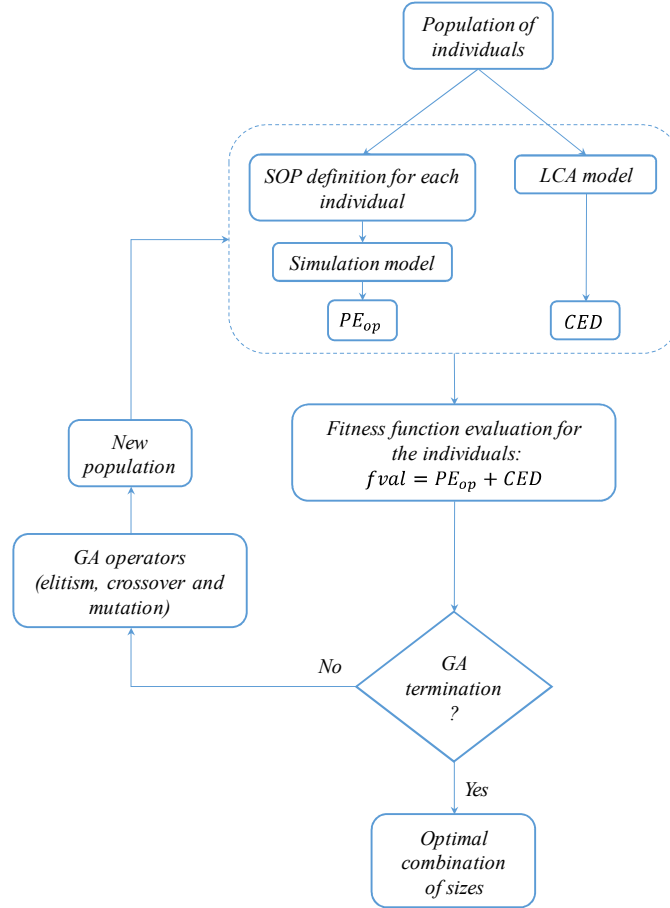 Population of
individuals
SOP definition for each
individual
LCA model
Simulation model
PE_op
CED
Fitness function evaluation for
the individuals:
fval = PE_op + CED
New
population
GA operators
(elitism, crossover and
mutation)
No
GA
termination
?
Yes
Optimal
combination
of sizes